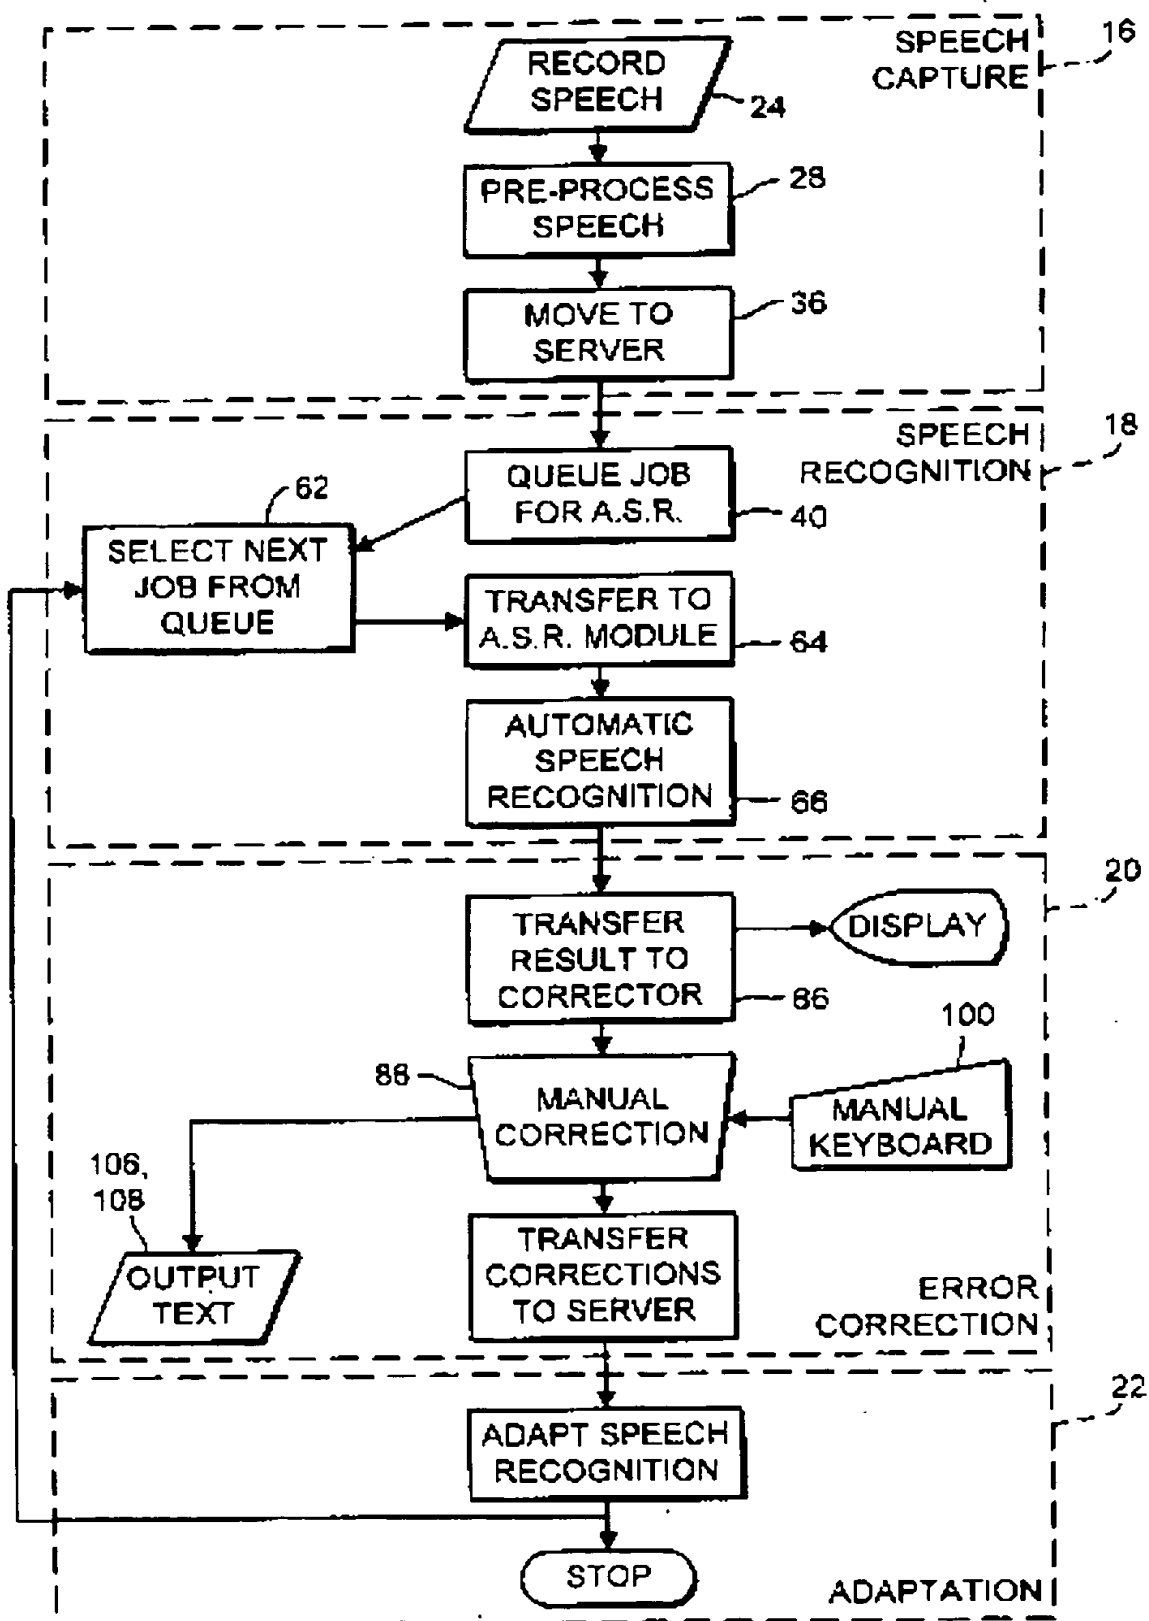 SPEECH
CAPTURE
16
RECORD
SPEECH
24
PRE-PROCESS
SPEECH
28
MOVE TO
SERVER
36
SPEECH
RECOGNITION
18
QUEUE JOB
FOR A.S.R.
40
62
SELECT NEXT
JOB FROM
QUEUE
TRANSFER TO
A.S.R. MODULE
64
AUTOMATIC
SPEECH
RECOGNITION
66
20
TRANSFER
RESULT TO
CORRECTOR
86
DISPLAY
88
MANUAL
CORRECTION
100
MANUAL
KEYBOARD
106,
108
OUTPUT
TEXT
TRANSFER
CORRECTIONS
TO SERVER
ERROR
CORRECTION
22
ADAPT SPEECH
RECOGNITION
STOP
ADAPTATION